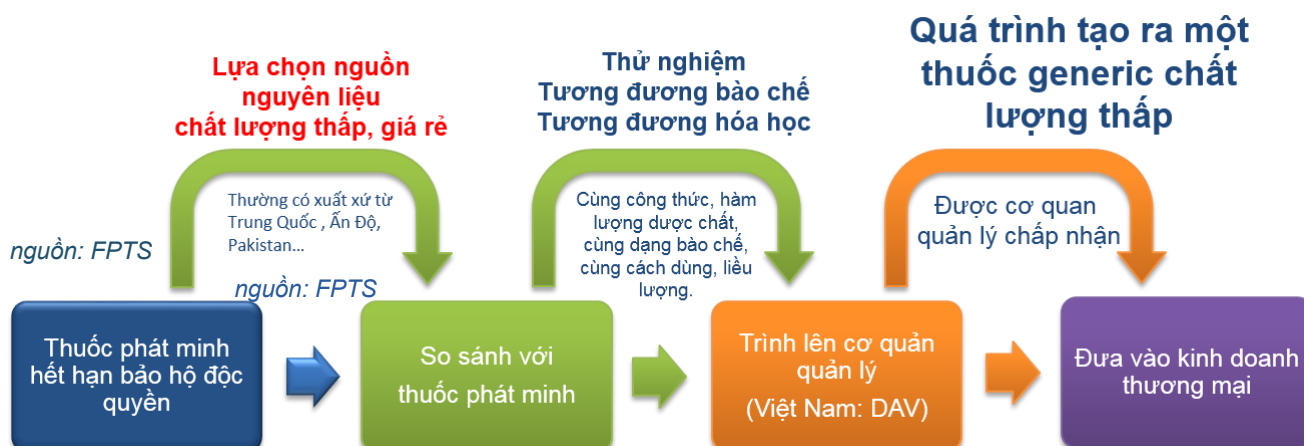 Quá trình tạo ra một
thuốc generic chất
lượng thấp
Lựa chọn nguồn
nguyên liệu
chất lượng thấp, giá rẻ
Thử nghiệm
Tương đương bào chế
Tương đương hóa học
Thường có xuất xứ từ
Trung Quốc , Ấn Độ,
Pakistan...
Cùng công thức, hàm
lượng dược chất,
cùng dạng bào chế,
cùng cách dùng, liều
lượng.
Được cơ quan
quản lý chấp nhận
nguồn: FPTS
nguồn: FPTS
Thuốc phát minh
hết hạn bảo hộ độc
quyền
So sánh với
thuốc phát minh
Trình lên cơ quản
quản lý
(Việt Nam: DAV)
Đưa vào kinh doanh
thương mại